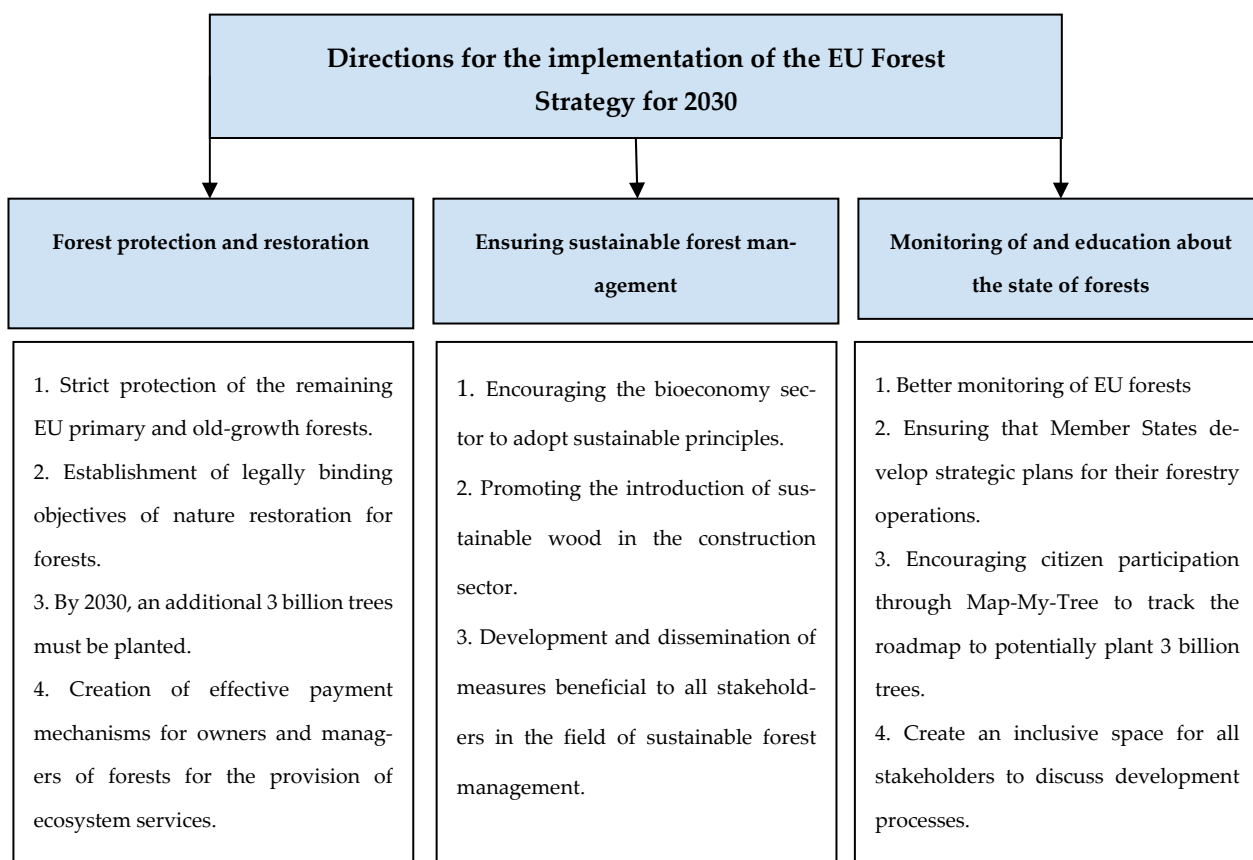 Directions for the implementation of the EU Forest
Strategy for 2030
Forest protection and restoration
1. Strict protection of the remaining
EU primary and old-growth forests.
2. Establishment of legally binding
objectives of nature restoration for
forests.
3. By 2030, an additional 3 billion trees
must be planted.
4. Creation of effective payment
mechanisms for owners and manag-
ers of forests for the provision of
ecosystem services.
Ensuring sustainable forest man-
agement
1. Encouraging the bioeconomy sec-
tor to adopt sustainable principles.
2. Promoting the introduction of sus-
tainable wood in the construction
sector.
3. Development and dissemination of
measures beneficial to all stakehold-
ers in the field of sustainable forest
management.
Monitoring of and education about
the state of forests
1. Better monitoring of EU forests
2. Ensuring that Member States de-
velop strategic plans for their forestry
operations.
3. Encouraging citizen participation
through Map-My-Tree to track the
roadmap to potentially plant 3 billion
trees.
4. Create an inclusive space for all
stakeholders to discuss development
processes.